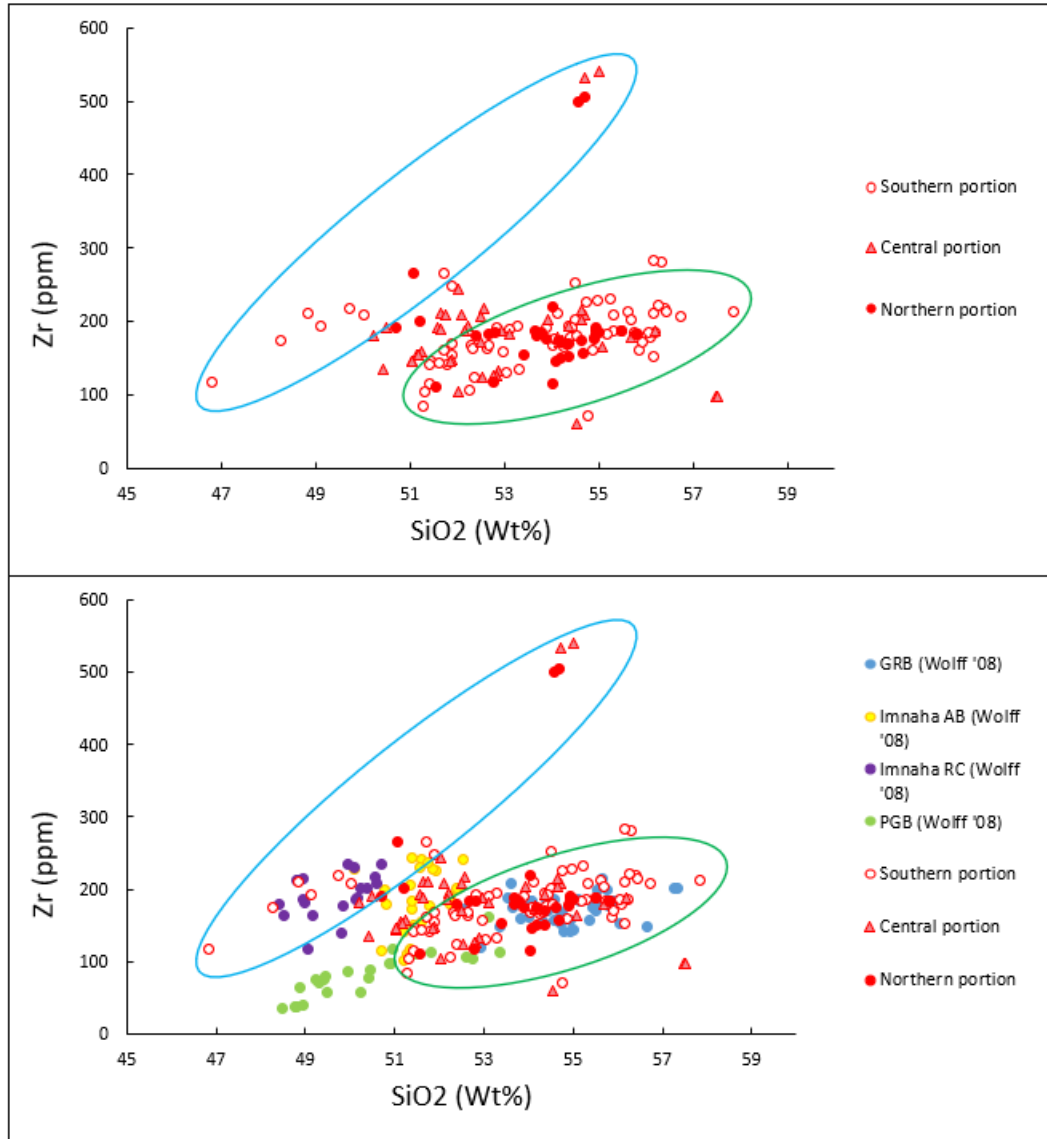 600
500
400
300
200
100
0
Zr (ppm)
45 47 49 51 53 55 57 59
SiO2 (Wt%)
Southern portion
Central portion
Northern portion
600
500
400
300
200
100
0
Zr (ppm)
45 47 49 51 53 55 57 59
SiO2 (Wt%)
GRB (Wolff '08)
Imnaha AB (Wolff
'08)
Imnaha RC (Wolff
'08)
PGB (Wolff '08)
Southern portion
Central portion
Northern portion